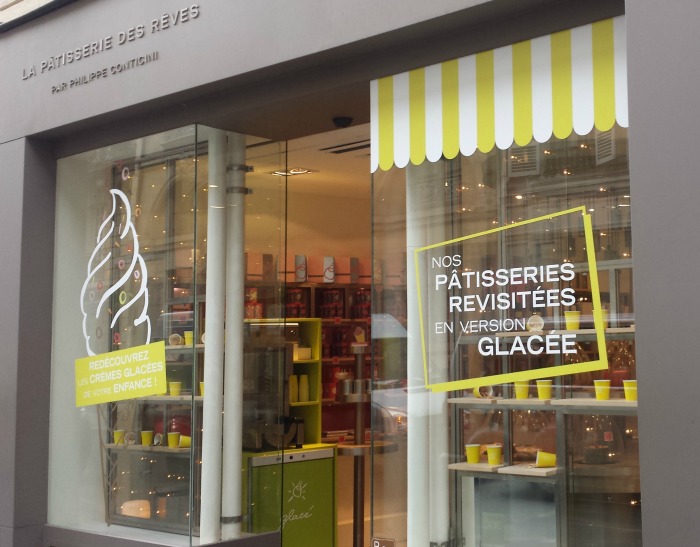 LA PÂTISSERIE DES RÊVES
PAR PHILIPPE CONTICINI
REDÉCOUVREZ
LES CRÈMES GLACÉES
DE VOTRE ENFANCE !
NOS
PÂTISSERIES
REVISITÉES
EN VERSION
GLACÉE
glacé